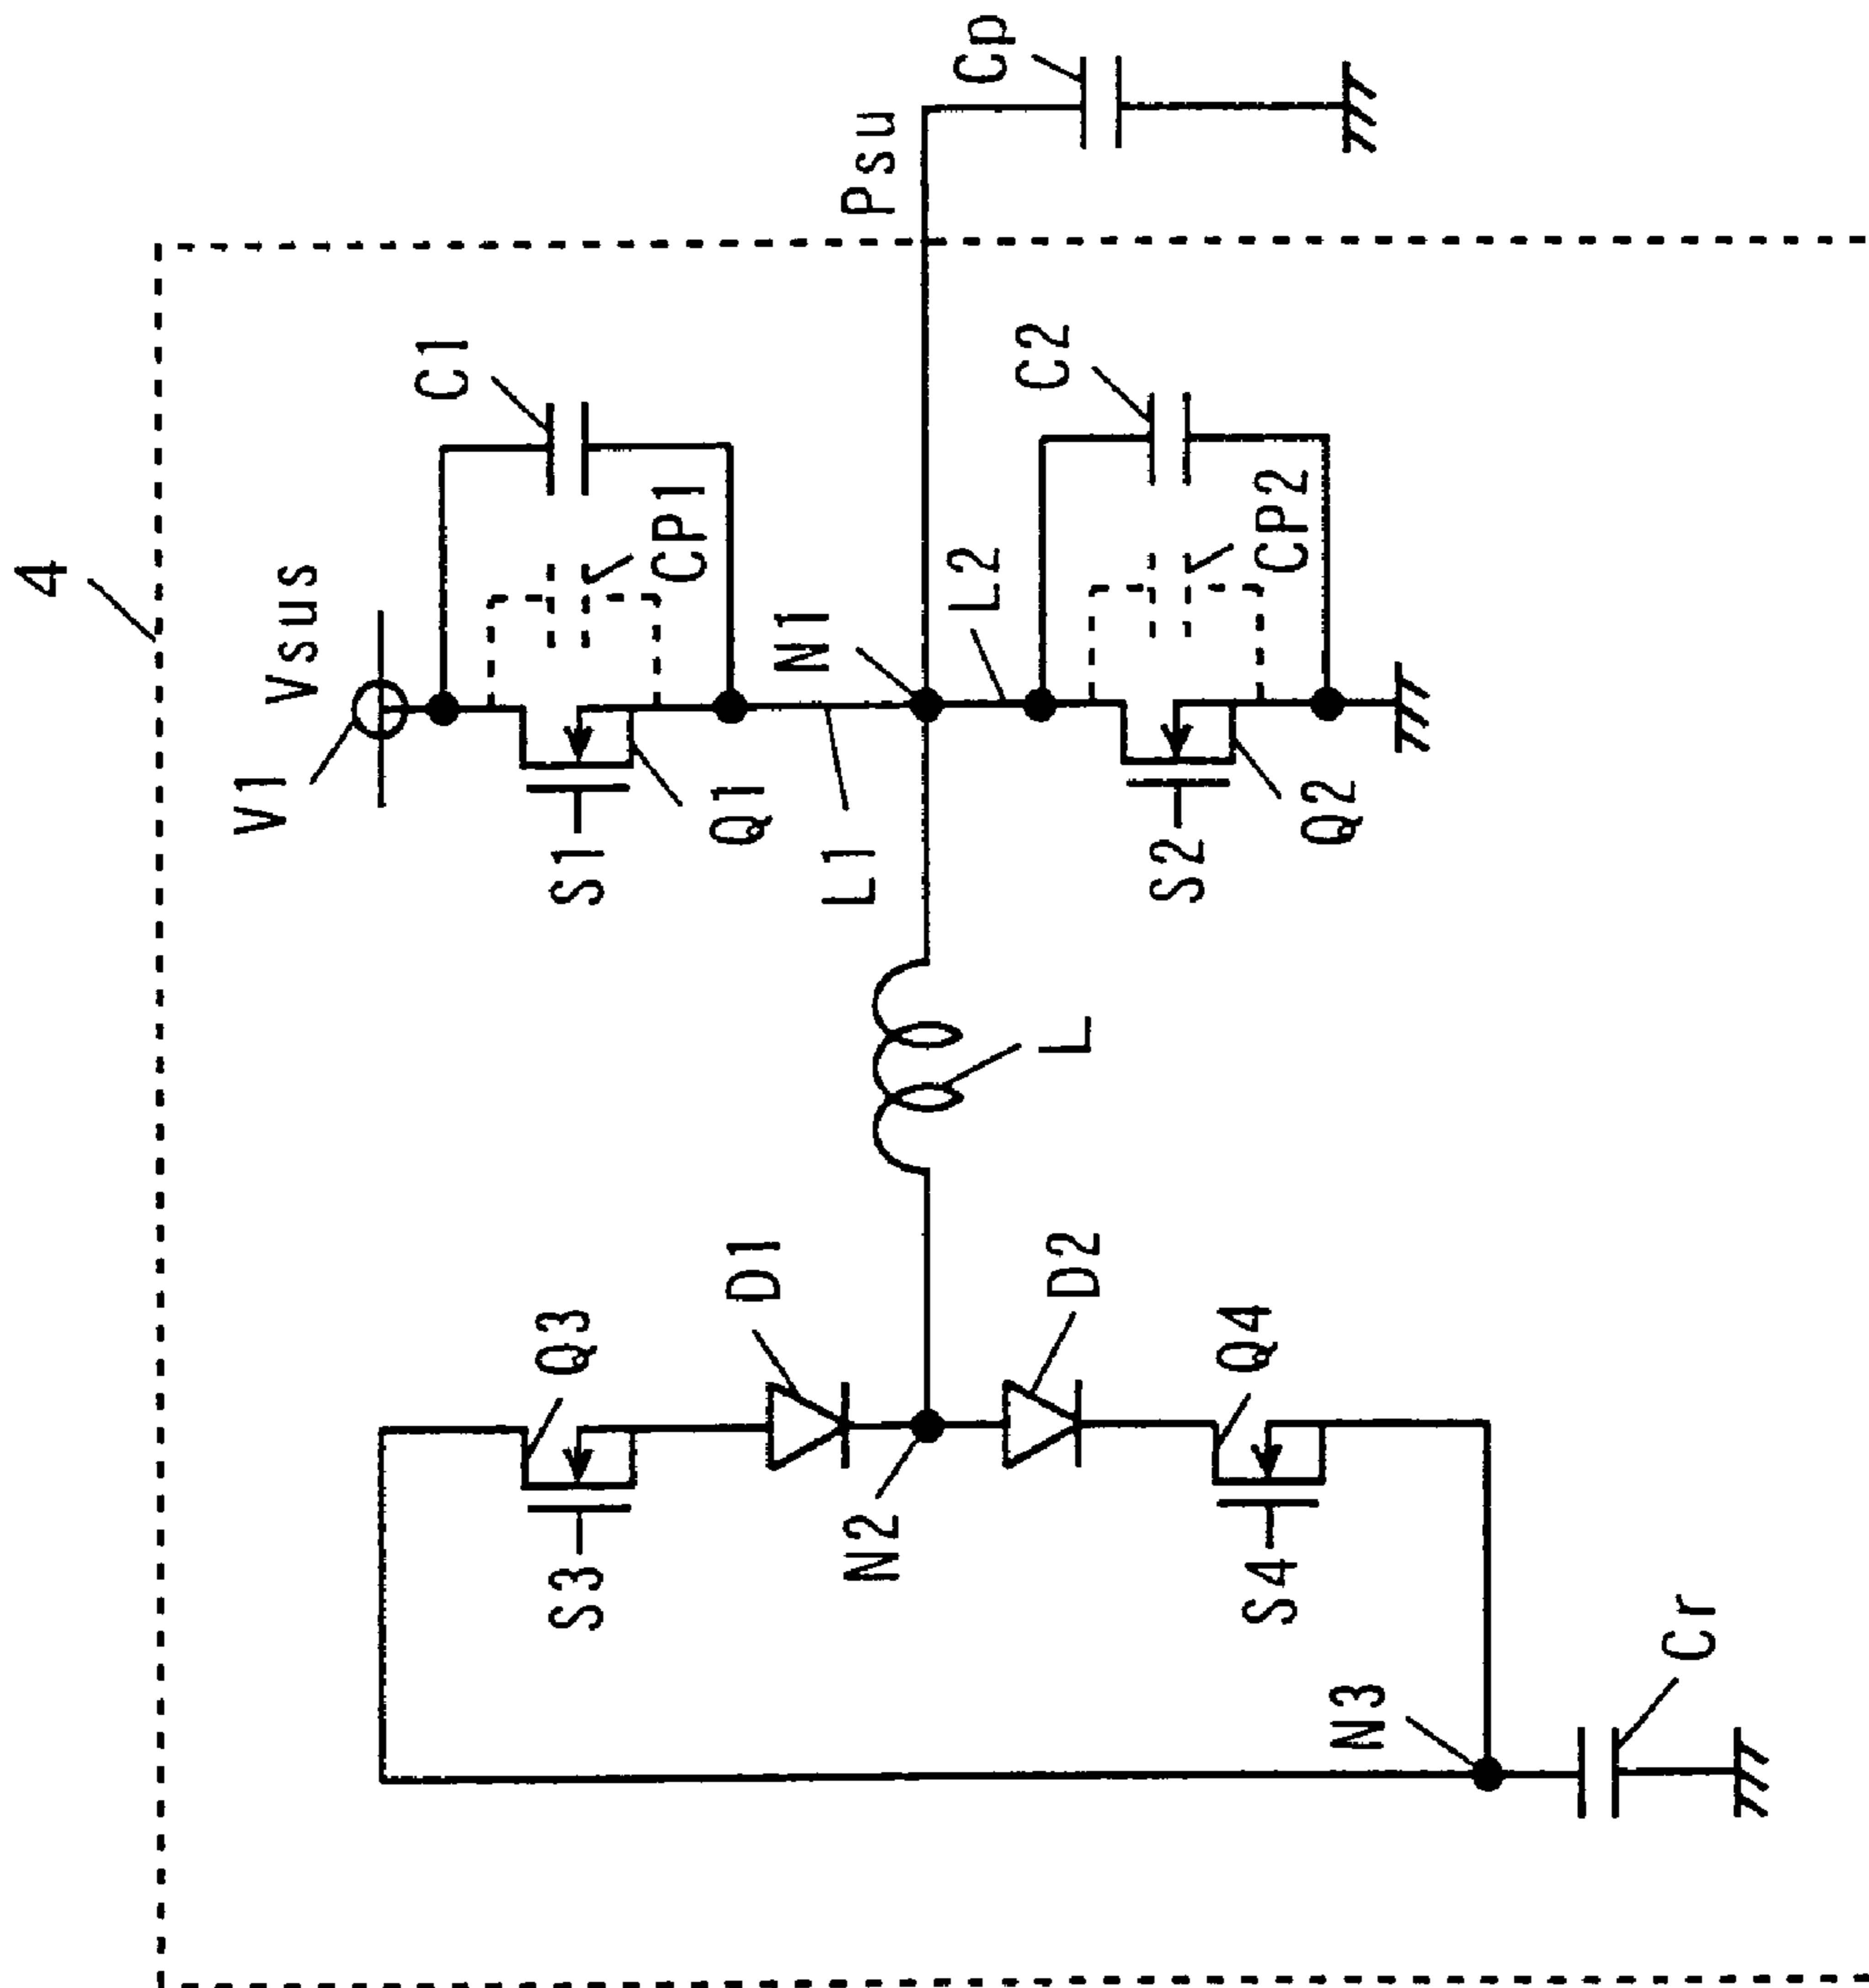 4
V1
Vsus
C1
CP1
S1
Q1
L1
N1
Psu
Cp
L2
C2
CP2
S2
Q2
L
Q3
D1
S3
N2
D2
Q4
S4
N3
Cr